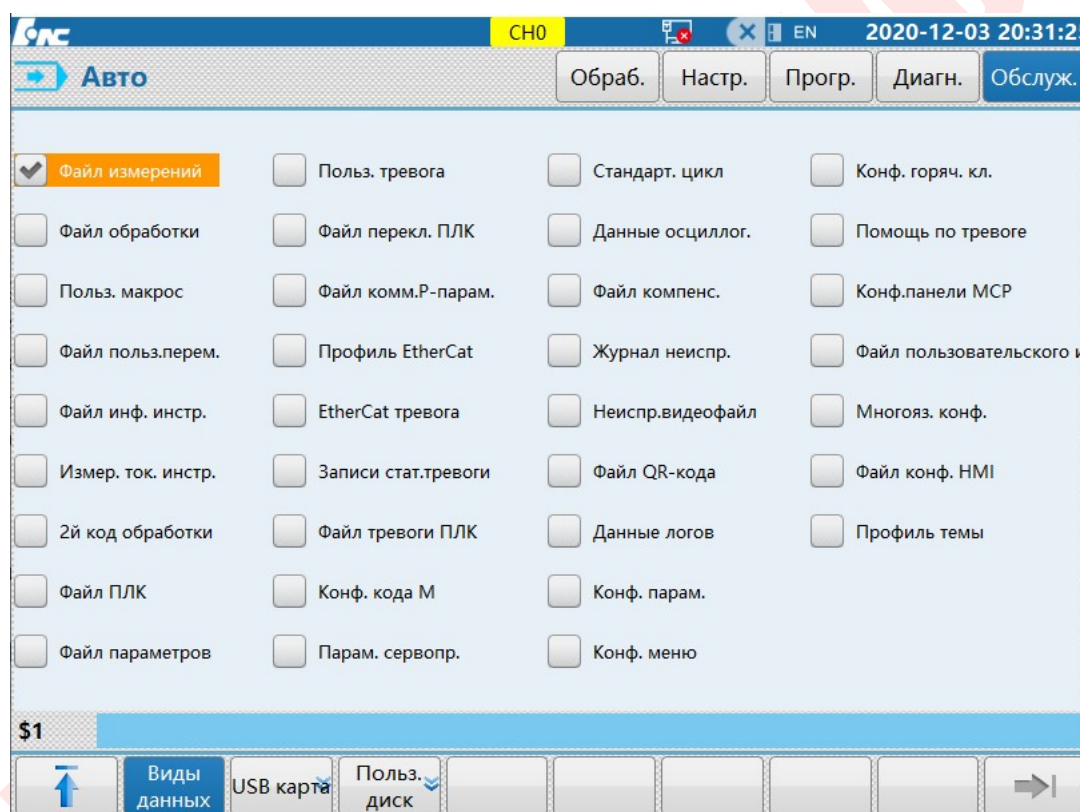 CH0 EN 2020-12-03 20:31:2
Авто Обраб. Настр. Прогр. Диагн. Обслуж.
Файл измерений Польз. тревога Стандарт. цикл Конф. горяч. кл.
Файл обработки Файл перекл. ПЛК Данные осциллог. Помощь по тревоге
Польз. макрос Файл комм.Р-парам. Файл компенс. Конф.панели МСР
Файл польз.перем. Профиль EtherCat Журнал неиспр. Файл пользовательского и
Файл инф. инстр. EtherCat тревога Неиспр.видеофайл Многояз. конф.
Измер. ток. инстр. Записи стат.тревоги Файл QR-кода Файл конф. HMI
2й код обработки Файл тревоги ПЛК Данные логов Профиль темы
Файл ПЛК Конф. кода М Конф. парам.
Файл параметров Парам. сервопр. Конф. меню
$1
Виды данных USB карта Польз. диск